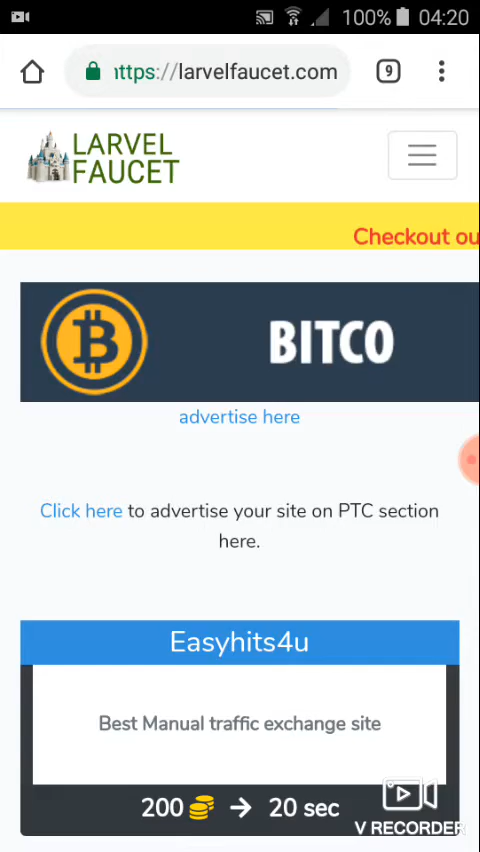 100% 04:20
https://larvelfaucet.com 9
LARVEL
FAUCET
Checkout ou
BITCO
advertise here
Click here to advertise your site on PTC section
here.
Easyhits4u
Best Manual traffic exchange site
200 → 20 sec
V RECORDER